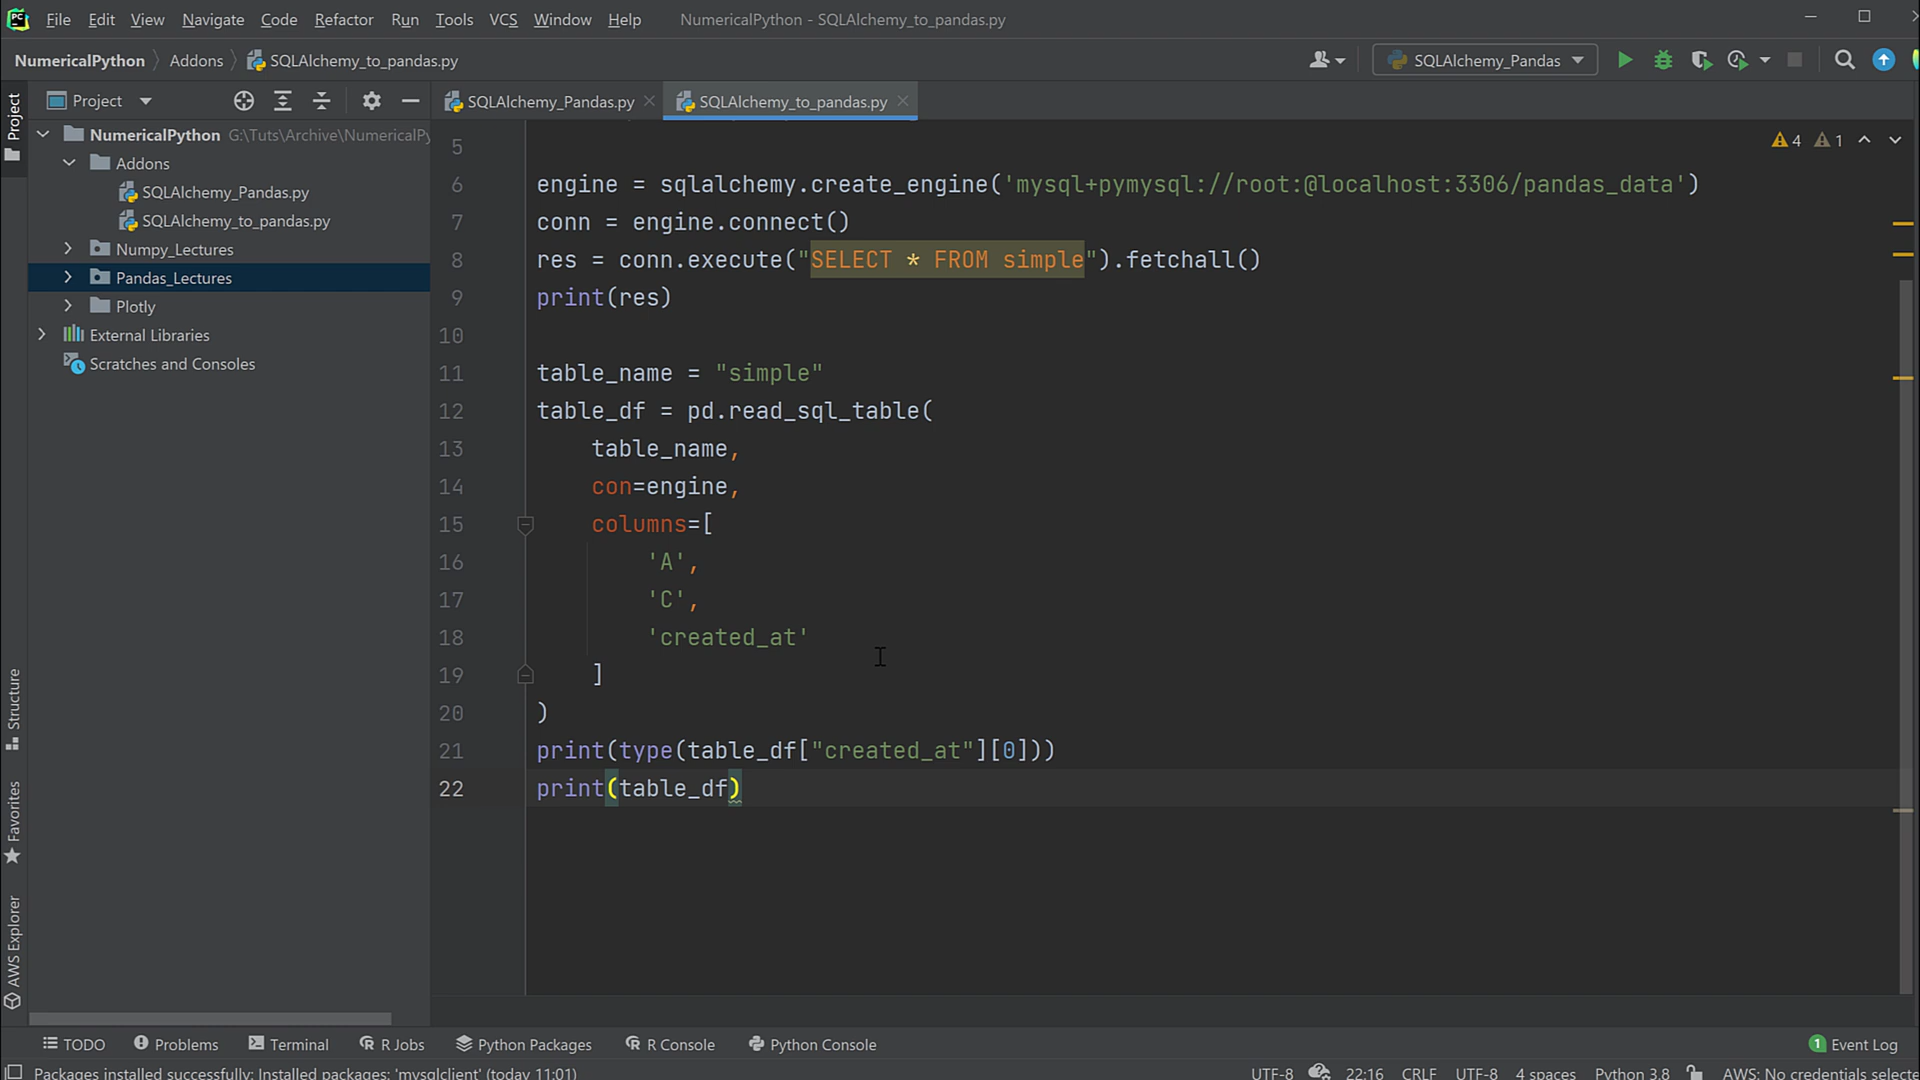 File Edit View Navigate Code Refactor Run Tools VCS Window Help NumericalPython - SQLAlchemy_to_pandas.py
NumericalPython Addons SQLAlchemy_to_pandas.py SQLAlchemy_Pandas
Project SQLAlchemy_Pandas.py SQLAlchemy_to_pandas.py
Project
NumericalPython G:\Tuts\Archive\NumericalPy
Addons
SQLAlchemy_Pandas.py
SQLAlchemy_to_pandas.py
Numpy_Lectures
Pandas_Lectures
Plotly
External Libraries
Scratches and Consoles
Structure
Favorites
AWS Explorer
4 1
5
6 engine = sqlalchemy.create_engine('mysql+pymysql://root:@localhost:3306/pandas_data')
7 conn = engine.connect()
8 res = conn.execute("SELECT * FROM simple").fetchall()
9 print(res)
10
11 table_name = "simple"
12 table_df = pd.read_sql_table(
13 table_name,
14 con=engine,
15 columns=[
16 'A',
17 'C',
18 'created_at'
19 ]
20 )
21 print(type(table_df["created_at"][0]))
22 print(table_df)
TODO Problems Terminal R Jobs Python Packages R Console Python Console 1 Event Log
Packages installed successfully: Installed packages: 'mysqlclient' (today 11:01) UTF-8 22:16 CRLF UTF-8 4 spaces Python 3.8 AWS: No credentials selecte